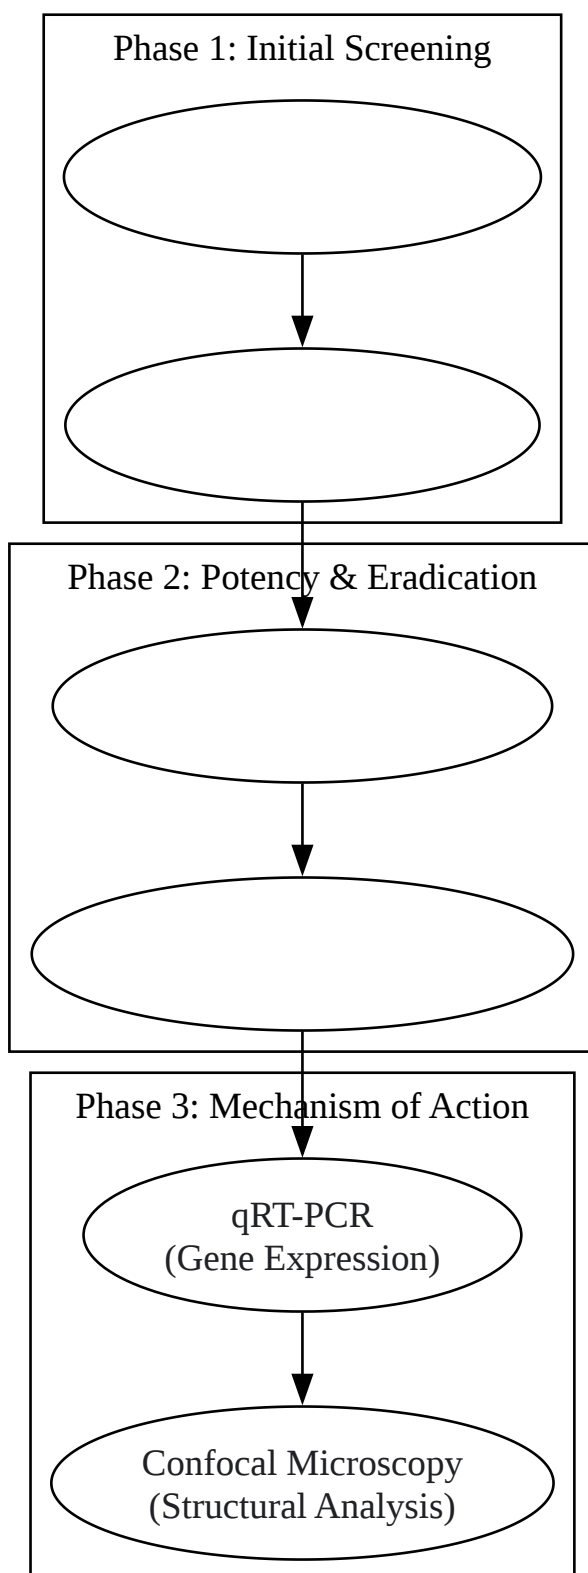 Phase 1: Initial Screening
Phase 2: Potency & Eradication
Phase 3: Mechanism of Action
qRT-PCR
(Gene Expression)
Confocal Microscopy
(Structural Analysis)